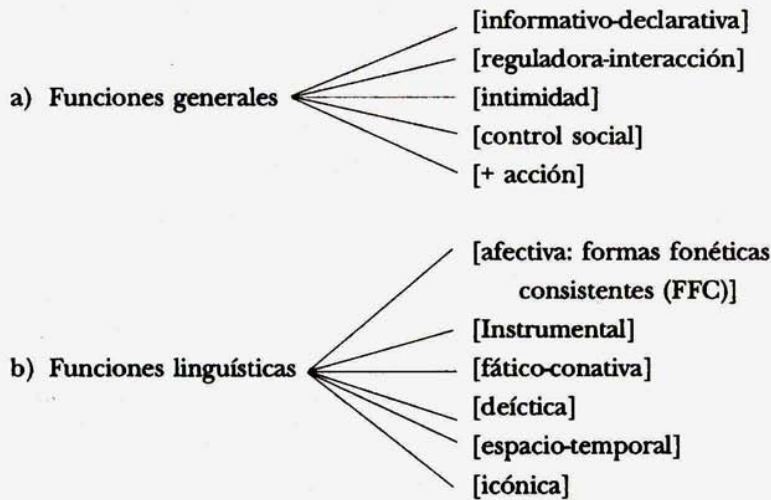 [informativo-declarativa]
[reguladora-interacción]
a) Funciones generales
[intimidad]
[control social]
[+ acción]
[afectiva: formas fonéticas
consistentes (FFC)]
[Instrumental]
b) Funciones linguísticas
[fático-conativa]
[deíctica]
[espacio-temporal]
[icónica]